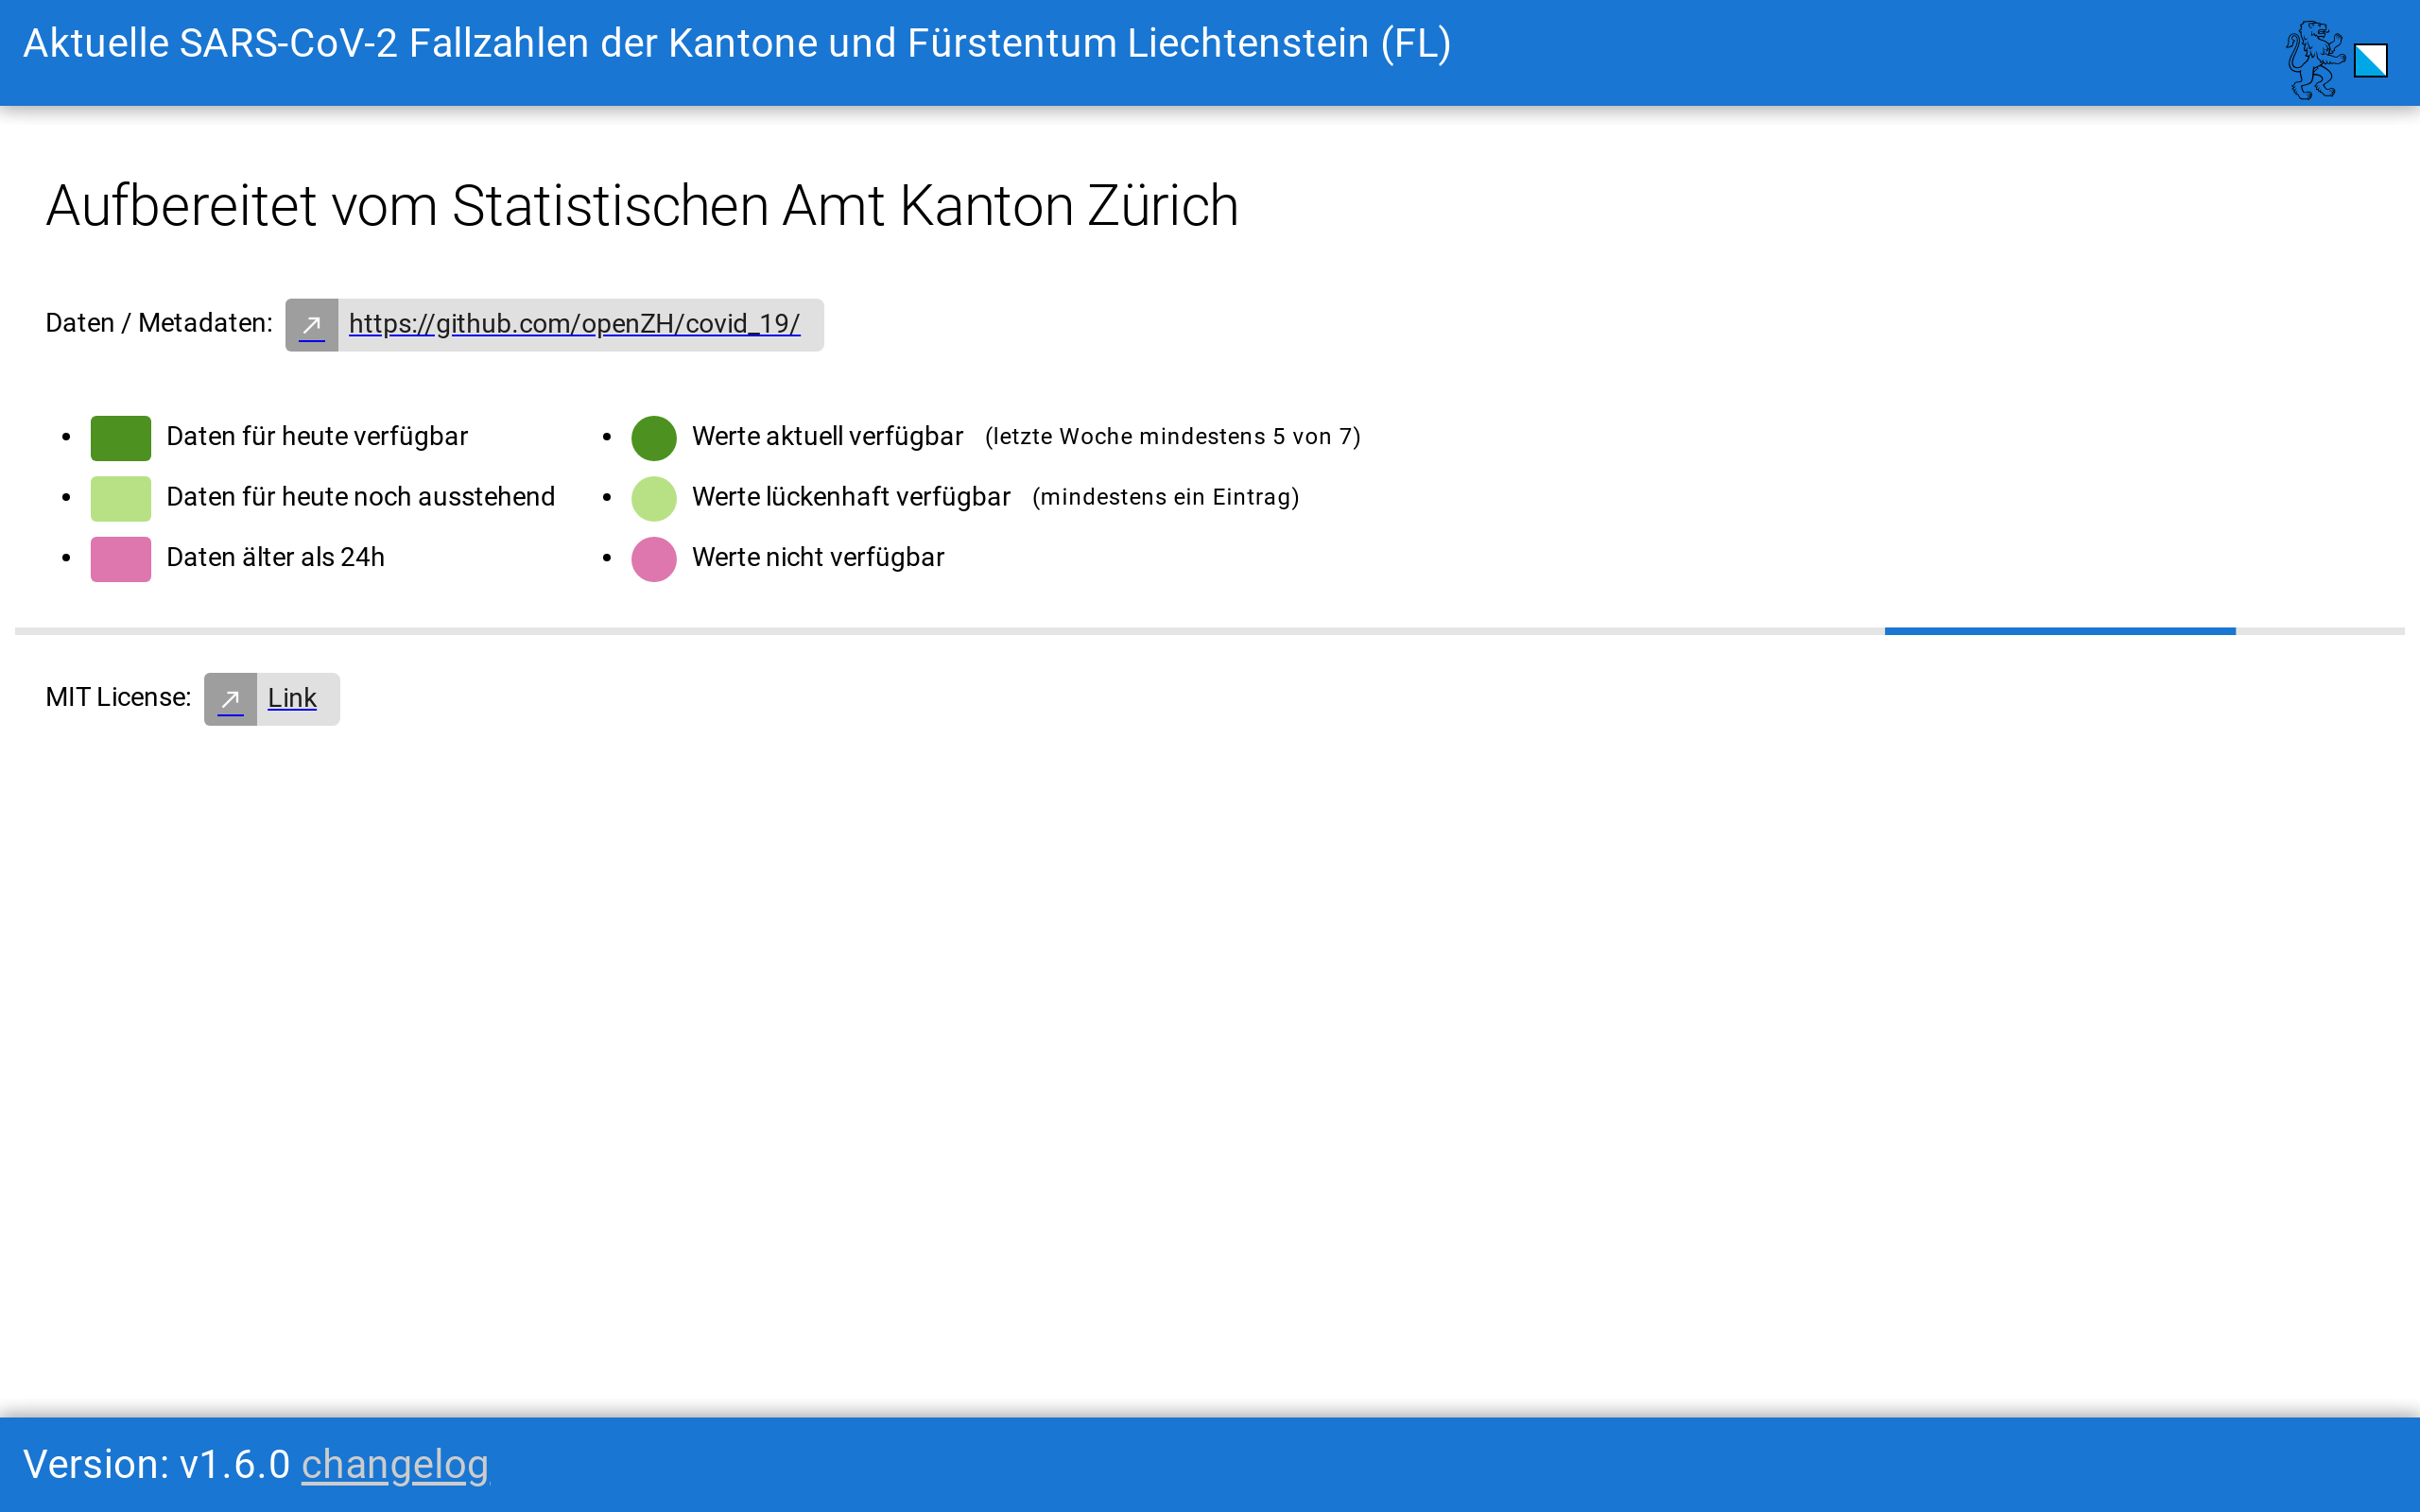 Aktuelle SARS-CoV-2 Fallzahlen der Kantone und Fürstentum Liechtenstein (FL)
Aufbereitet vom Statistischen Amt Kanton Zürich
Daten / Metadaten: https://github.com/openZH/covid_19/
Daten für heute verfügbar
Daten für heute noch ausstehend
Daten älter als 24h
Werte aktuell verfügbar (letzte Woche mindestens 5 von 7)
Werte lückenhaft verfügbar (mindestens ein Eintrag)
Werte nicht verfügbar
MIT License: Link
Version: v1.6.0 changelog